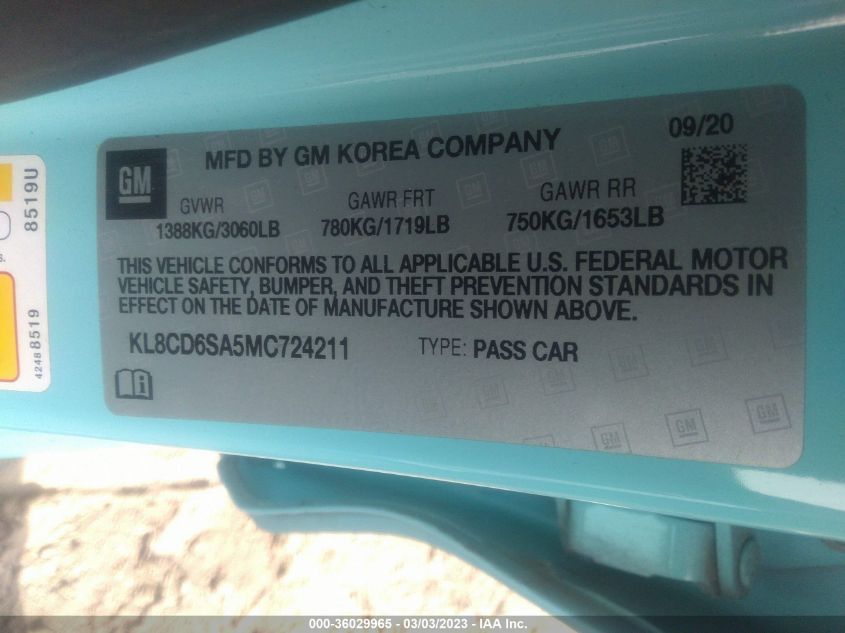 GM
MFD BY GM KOREA COMPANY
09/20
GVWR
1388KG/3060LB
GAWR FRT
780KG/1719LB
GAWR RR
750KG/1653LB
THIS VEHICLE CONFORMS TO ALL APPLICABLE U.S. FEDERAL MOTOR
VEHICLE SAFETY, BUMPER, AND THEFT PREVENTION STANDARDS IN
EFFECT ON THE DATE OF MANUFACTURE SHOWN ABOVE.
KL8CD6SA5MC724211
TYPE: PASS CAR
8519U
4248 8519
000-36029965 - 03/03/2023 - IAA Inc.